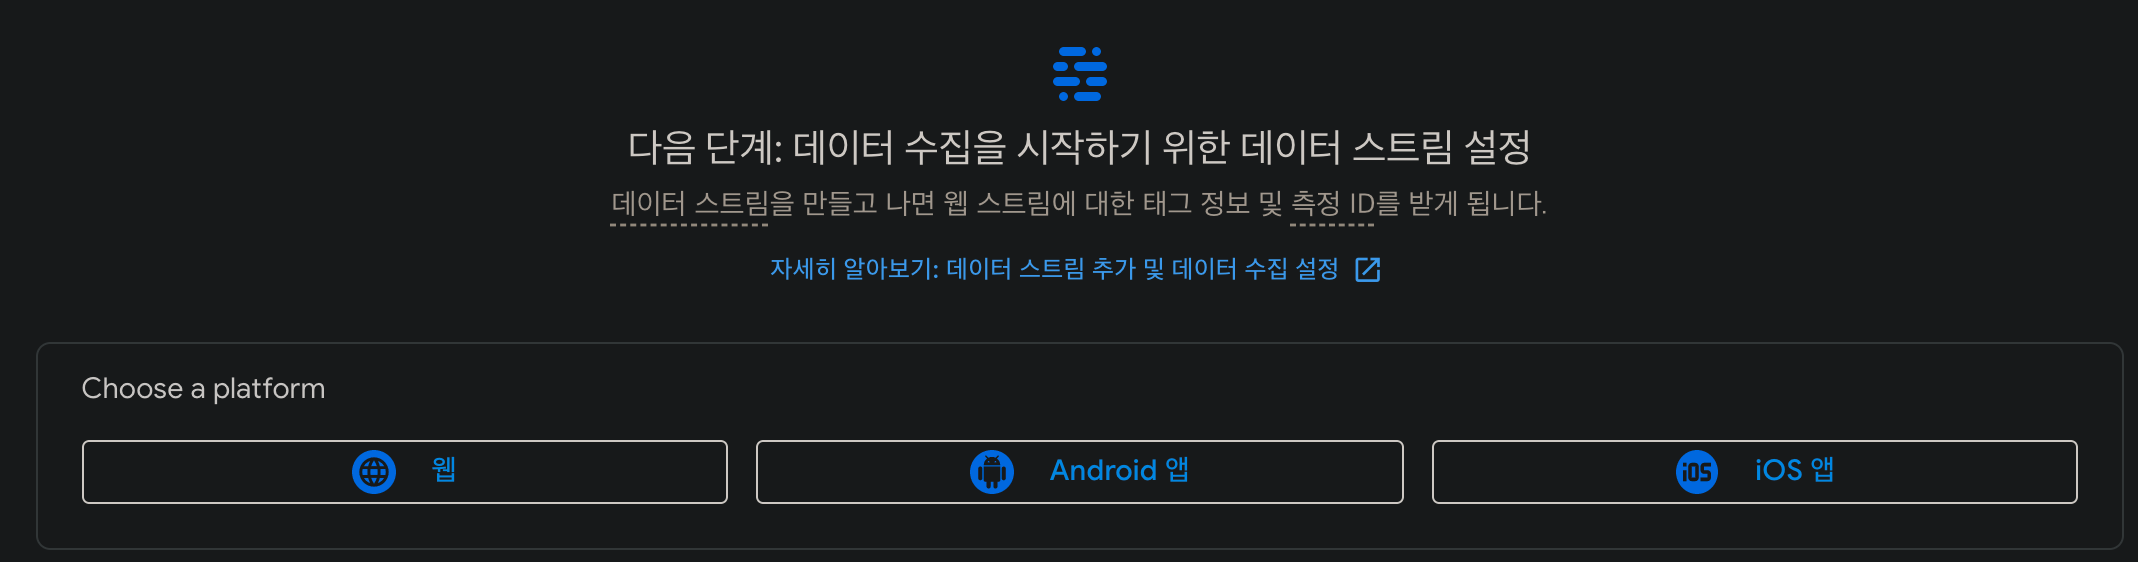 다음 단계: 데이터 수집을 시작하기 위한 데이터 스트림 설정
데이터 스트림을 만들고 나면 웹 스트림에 대한 태그 정보 및 측정 ID를 받게 됩니다.
자세히 알아보기: 데이터 스트림 추가 및 데이터 수집 설정
Choose a platform
웹
Android 앱
iOS iOS 앱